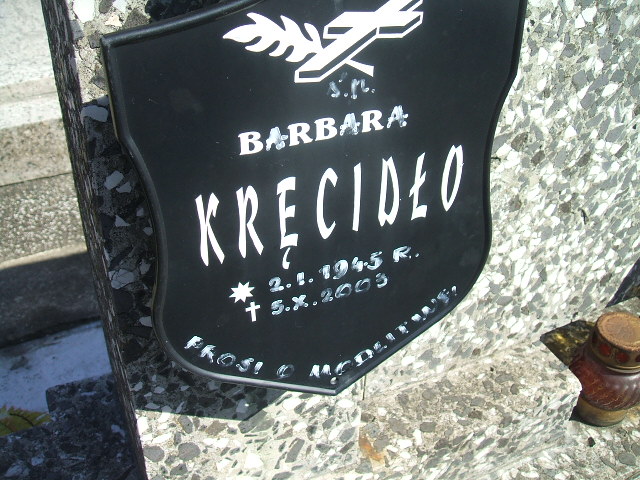 ś.p.
BARBARA
KRĘCIDŁO
2.I.1945 R.
5.X.2003
PROSI O MODLITWĘ.